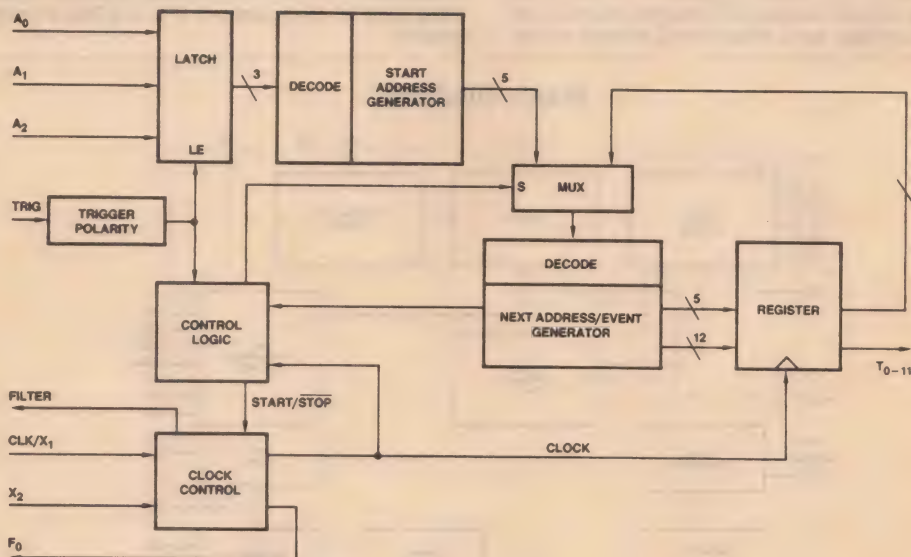 A0
A1
A2
LATCH
LE
3
DECODE
START
ADDRESS
GENERATOR
5
TRIG
TRIGGER
POLARITY
S
MUX
DECODE
NEXT ADDRESS/EVENT
GENERATOR
5
12
REGISTER
T0–11
CONTROL
LOGIC
START/STOP
FILTER
CLK/X1
X2
F0
CLOCK
CONTROL
CLOCK